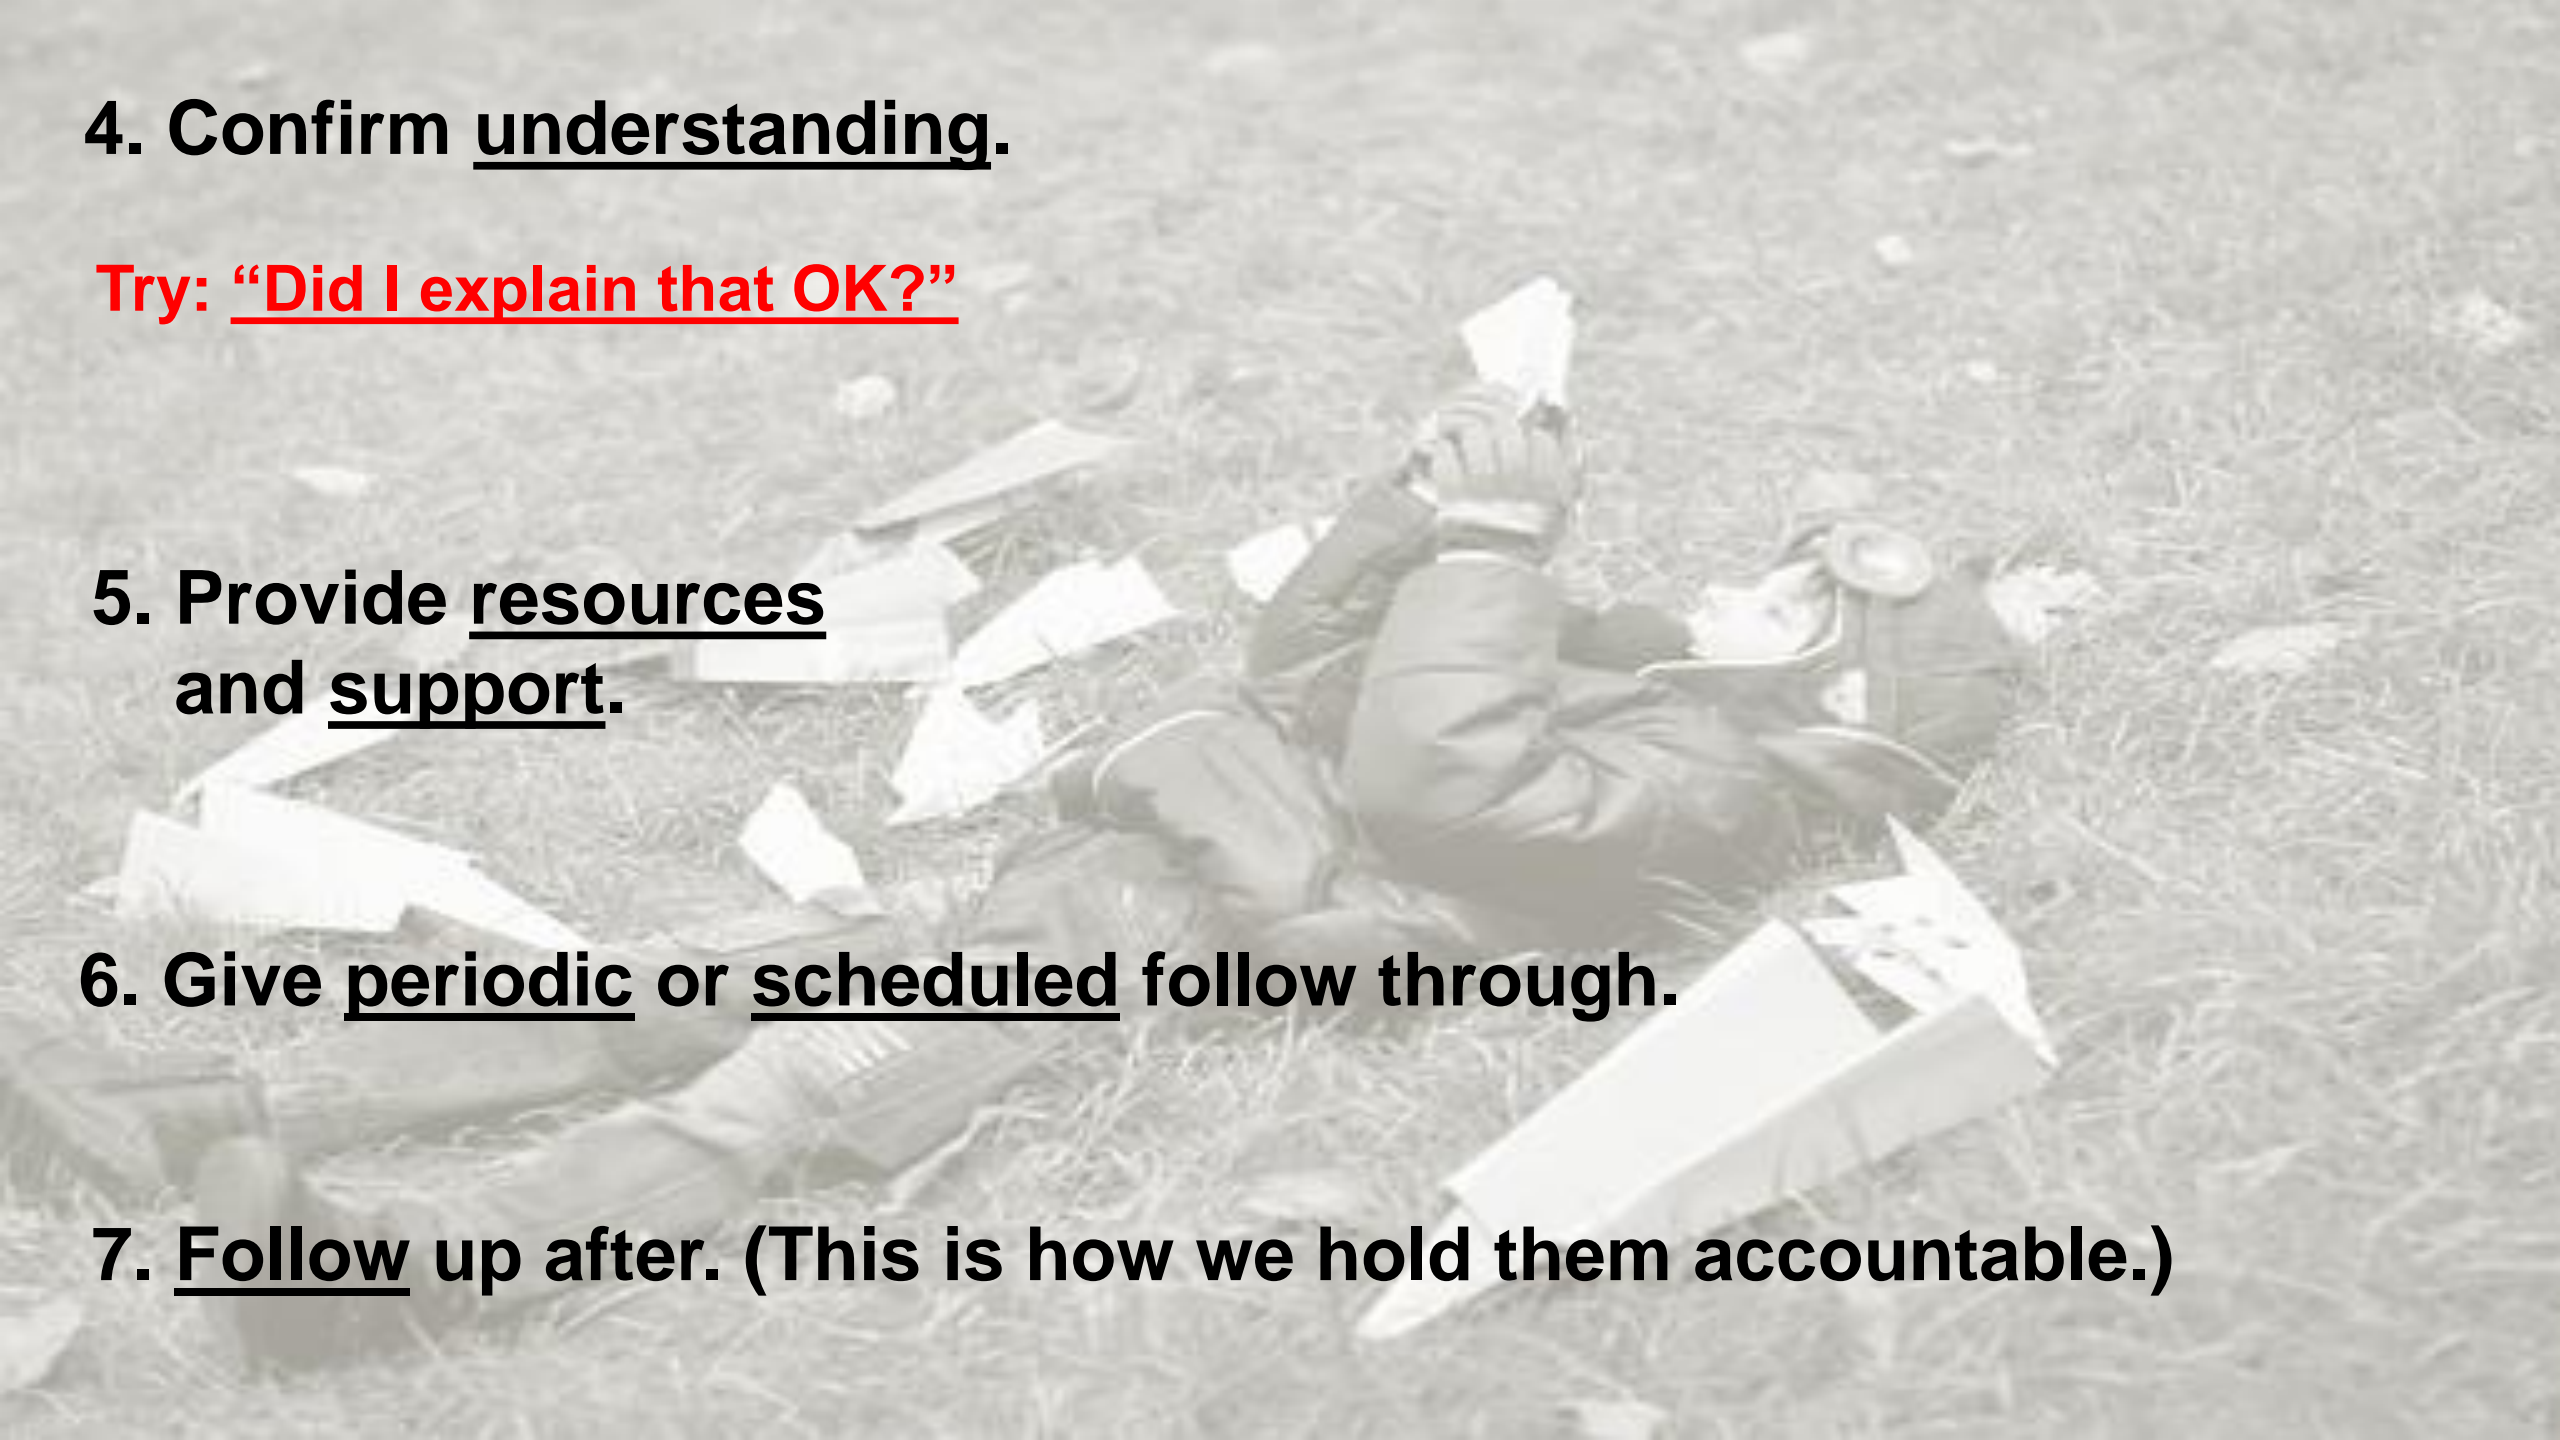 4. Confirm understanding.
Try: “Did I explain that OK?”
5. Provide resources
and support.
6. Give periodic or scheduled follow through.
7. Follow up after. (This is how we hold them accountable.)